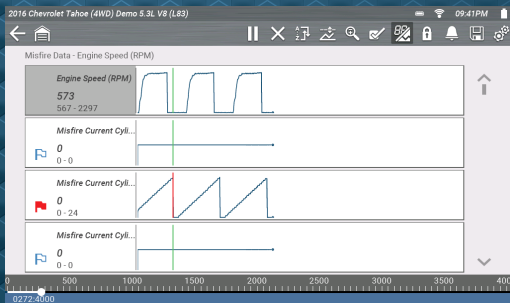 2016 Chevrolet Tahoe (4WD) Demo 5.3L V8 (L83) 09:41PM
Misfire Data - Engine Speed (RPM)
Engine Speed (RPM)
573
567 - 2297
Misfire Current Cyli...
0
0 - 0
Misfire Current Cyli...
0
0 - 24
Misfire Current Cyli...
0
0 - 0
0 500 1000 1500 2000 2500 3000 3500 400
0272:4000